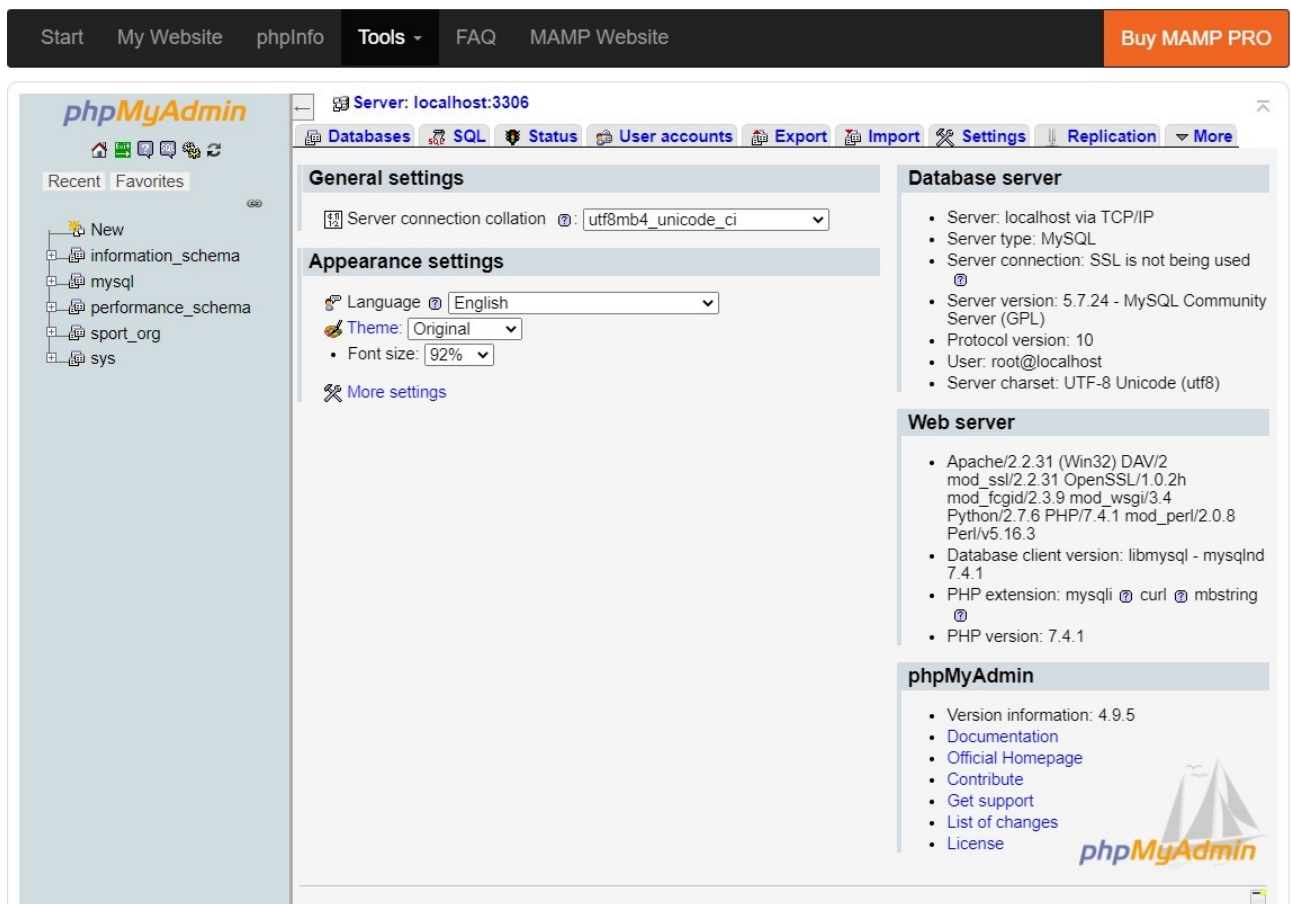 Start My Website phpInfo Tools FAQ MAMP Website Buy MAMP PRO
phpMyAdmin
Recent Favorites
New
information_schema
mysql
performance_schema
sport_org
sys
Server: localhost:3306
Databases SQL Status User accounts Export Import Settings Replication More
General settings
Server connection collation : utf8mb4_unicode_ci
Appearance settings
Language English
Theme: Original
• Font size: 92%
More settings
Database server
• Server: localhost via TCP/IP
• Server type: MySQL
• Server connection: SSL is not being used
• Server version: 5.7.24 - MySQL Community
Server (GPL)
• Protocol version: 10
• User: root@localhost
• Server charset: UTF-8 Unicode (utf8)
Web server
• Apache/2.2.31 (Win32) DAV/2
mod_ssl/2.2.31 OpenSSL/1.0.2h
mod_fcgid/2.3.9 mod_wsgi/3.4
Python/2.7.6 PHP/7.4.1 mod_perl/2.0.8
Perl/v5.16.3
• Database client version: libmysql - mysqlnd
7.4.1
• PHP extension: mysqli curl mbstring
• PHP version: 7.4.1
phpMyAdmin
• Version information: 4.9.5
• Documentation
• Official Homepage
• Contribute
• Get support
• List of changes
• License
phpMyAdmin